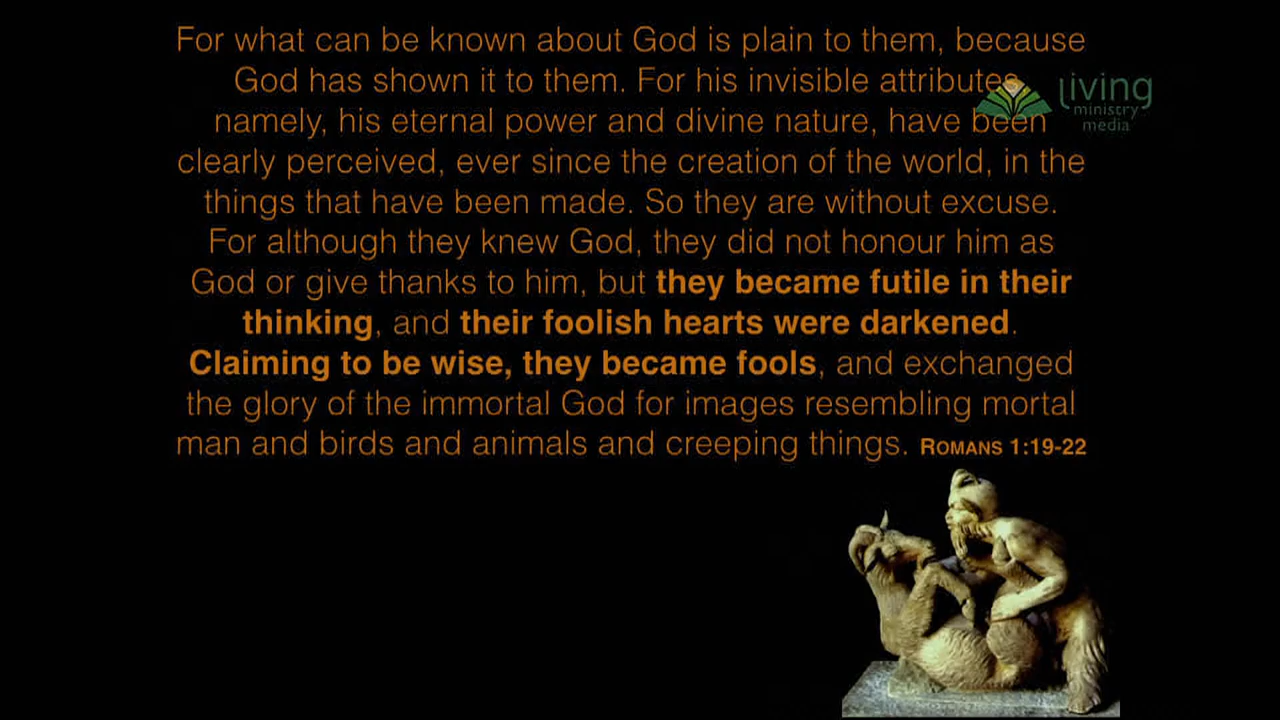 For what can be known about God is plain to them, because
God has shown it to them. For his invisible attributes,
namely, his eternal power and divine nature, have been
clearly perceived, ever since the creation of the world, in the
things that have been made. So they are without excuse.
For although they knew God, they did not honour him as
God or give thanks to him, but they became futile in their
thinking, and their foolish hearts were darkened.
Claiming to be wise, they became fools, and exchanged
the glory of the immortal God for images resembling mortal
man and birds and animals and creeping things. ROMANS 1:19-22
living
ministry
media